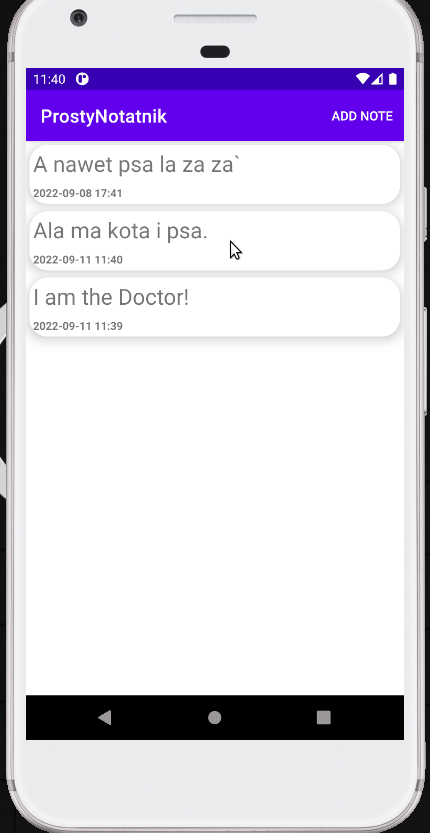 11:40
ProstyNotatnik
ADD NOTE
A nawet psa la za za`
2022-09-08 17:41
Ala ma kota i psa.
2022-09-11 11:40
I am the Doctor!
2022-09-11 11:39